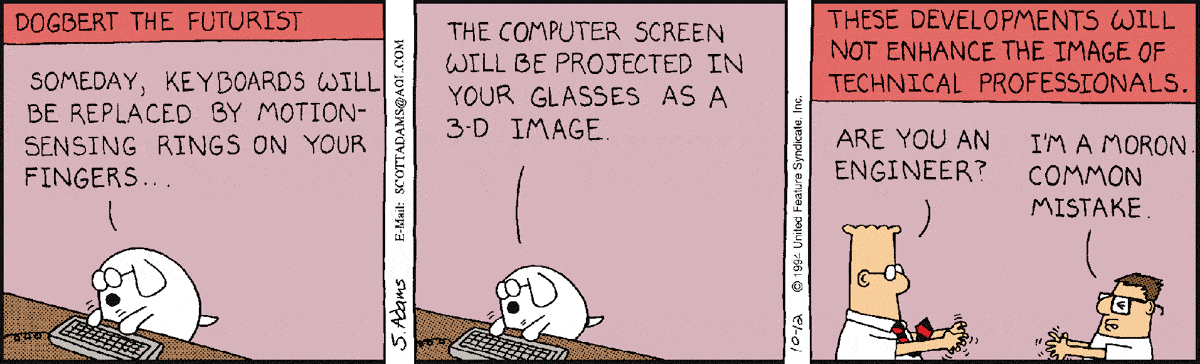 DOGBERT THE FUTURIST
SOMEDAY, KEYBOARDS WILL
BE REPLACED BY MOTION-
SENSING RINGS ON YOUR
FINGERS...
S. Adams
E-Mail: SCOTTADAMS@AOL.COM
THE COMPUTER SCREEN
WILL BE PROJECTED IN
YOUR GLASSES AS A
3-D IMAGE.
10-12
© 1994 United Feature Syndicate, Inc.
THESE DEVELOPMENTS WILL
NOT ENHANCE THE IMAGE OF
TECHNICAL PROFESSIONALS.
ARE YOU AN
ENGINEER?
I'M A MORON.
COMMON
MISTAKE.